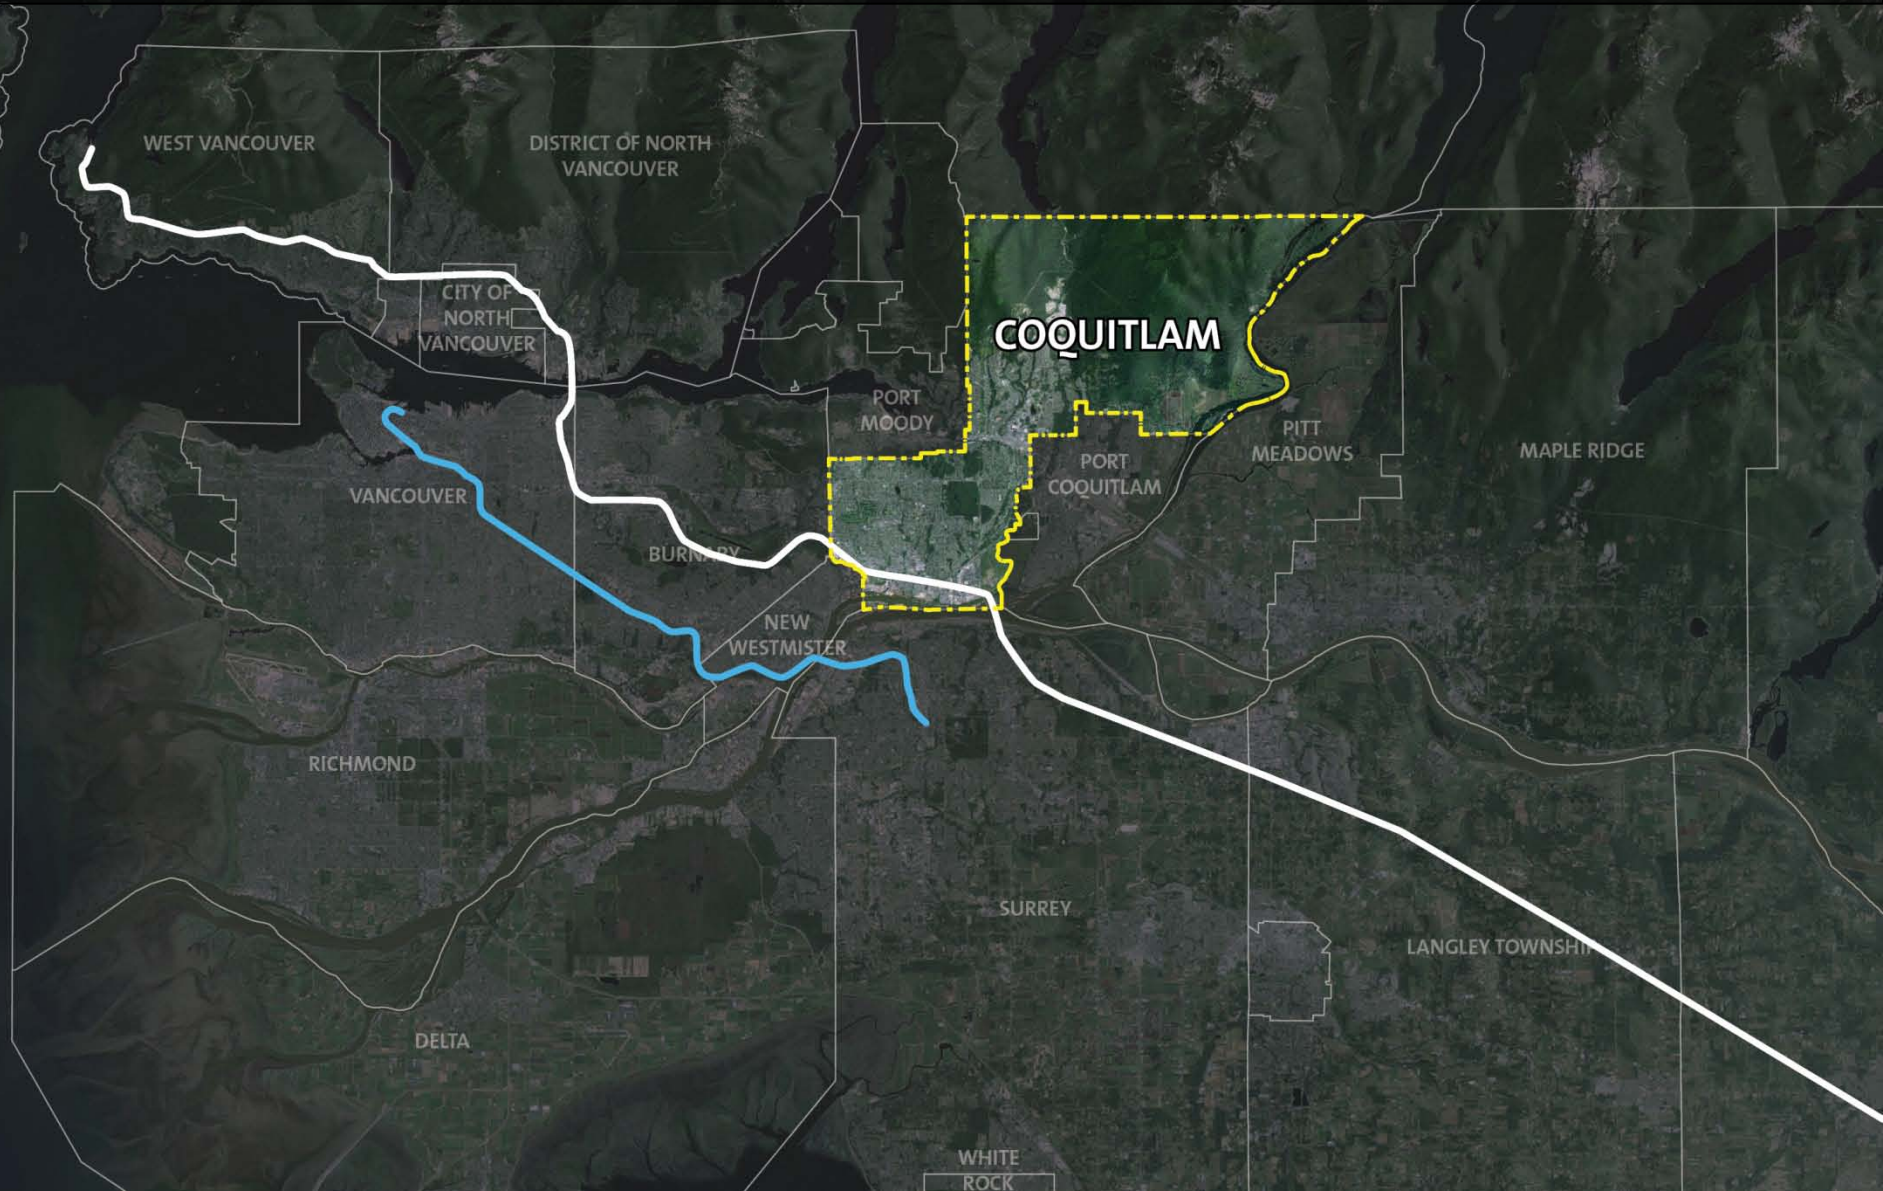 WEST VANCOUVER
DISTRICT OF NORTH
VANCOUVER
CITY OF
NORTH
VANCOUVER
COQUITLAM
PORT
MOODY
PITT
MEADOWS
MAPLE RIDGE
PORT
COQUITLAM
VANCOUVER
BURNABY
NEW
WESTMISTER
RICHMOND
SURREY
LANGLEY TOWNSHIP
DELTA
WHITE
ROCK